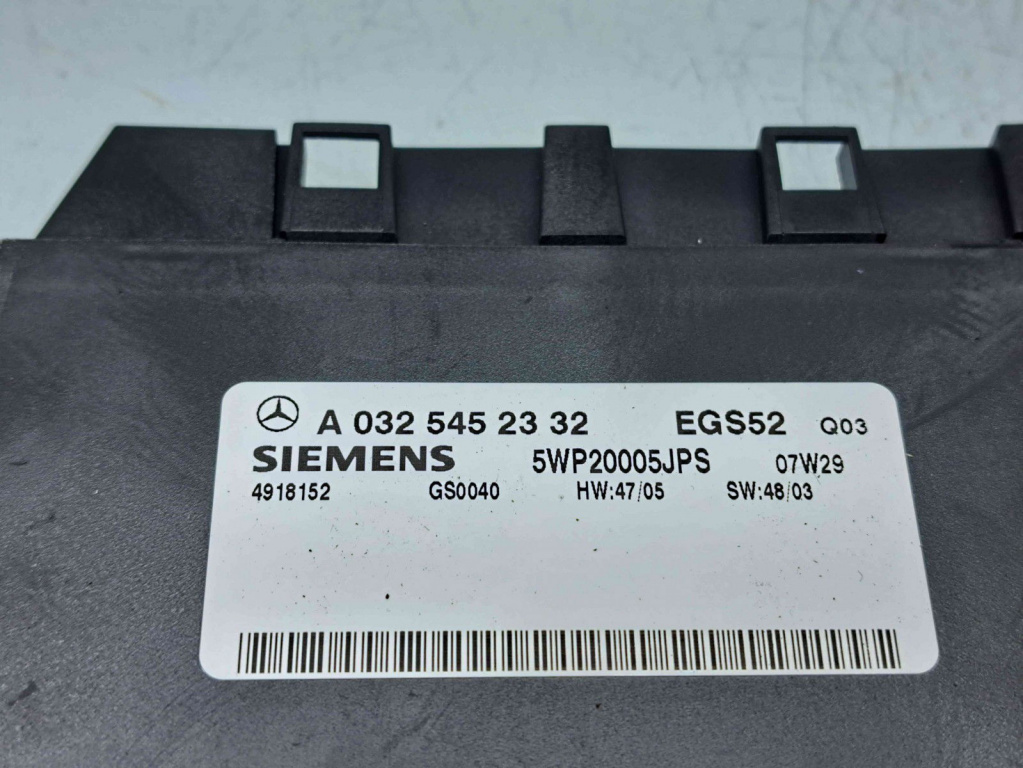 A 032 545 23 32 EGS52 Q03
SIEMENS 5WP20005JPS 07W29
4918152 GS0040 HW:47/05 SW:48/03